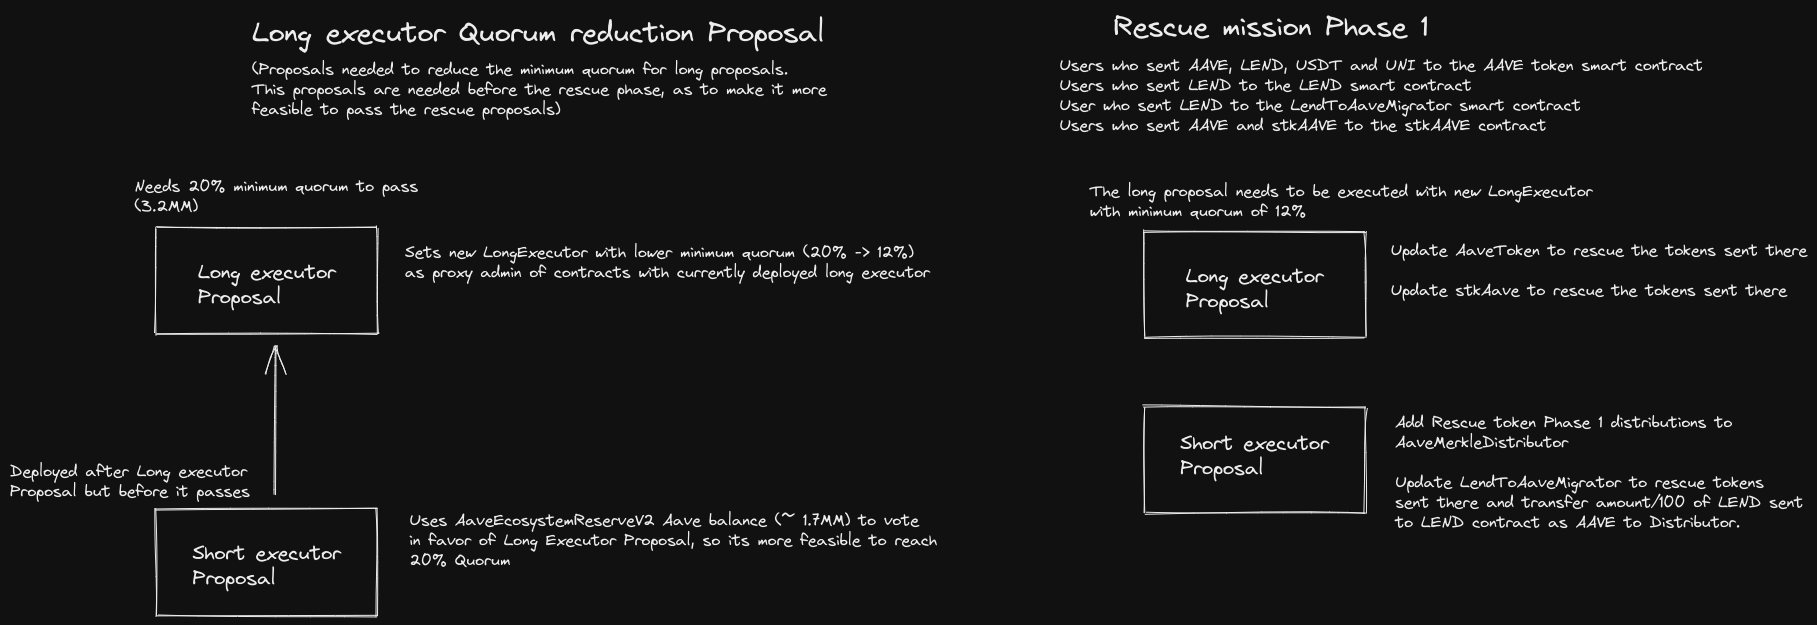 Long executor Quorum reduction Proposal
(Proposals needed to reduce the minimum quorum for long proposals.
This proposals are needed before the rescue phase, as to make it more
feasible to pass the rescue proposals)
Needs 20% minimum quorum to pass
(3.2MM)
Long executor
Proposal
Sets new LongExecutor with lower minimum quorum (20% -> 12%)
as proxy admin of contracts with currently deployed long executor
Deployed after Long executor
Proposal but before it passes
Short executor
Proposal
Uses AaveEcosystemReserveV2 Aave balance (~ 1.7MM) to vote
in favor of Long Executor Proposal, so its more feasible to reach
20% Quorum
Rescue mission Phase 1
Users who sent AAVE, LEND, USDT and UNI to the AAVE token smart contract
Users who sent LEND to the LEND smart contract
User who sent LEND to the LendToAaveMigrator smart contract
Users who sent AAVE and stkAAVE to the stkAAVE contract
The long proposal needs to be executed with new LongExecutor
with minimum quorum of 12%
Long executor
Proposal
Update AaveToken to rescue the tokens sent there
Update stkAave to rescue the tokens sent there
Short executor
Proposal
Add Rescue token Phase 1 distributions to
AaveMerkleDistributor
Update LendToAaveMigrator to rescue tokens
sent there and transfer amount/100 of LEND sent
to LEND contract as AAVE to Distributor.